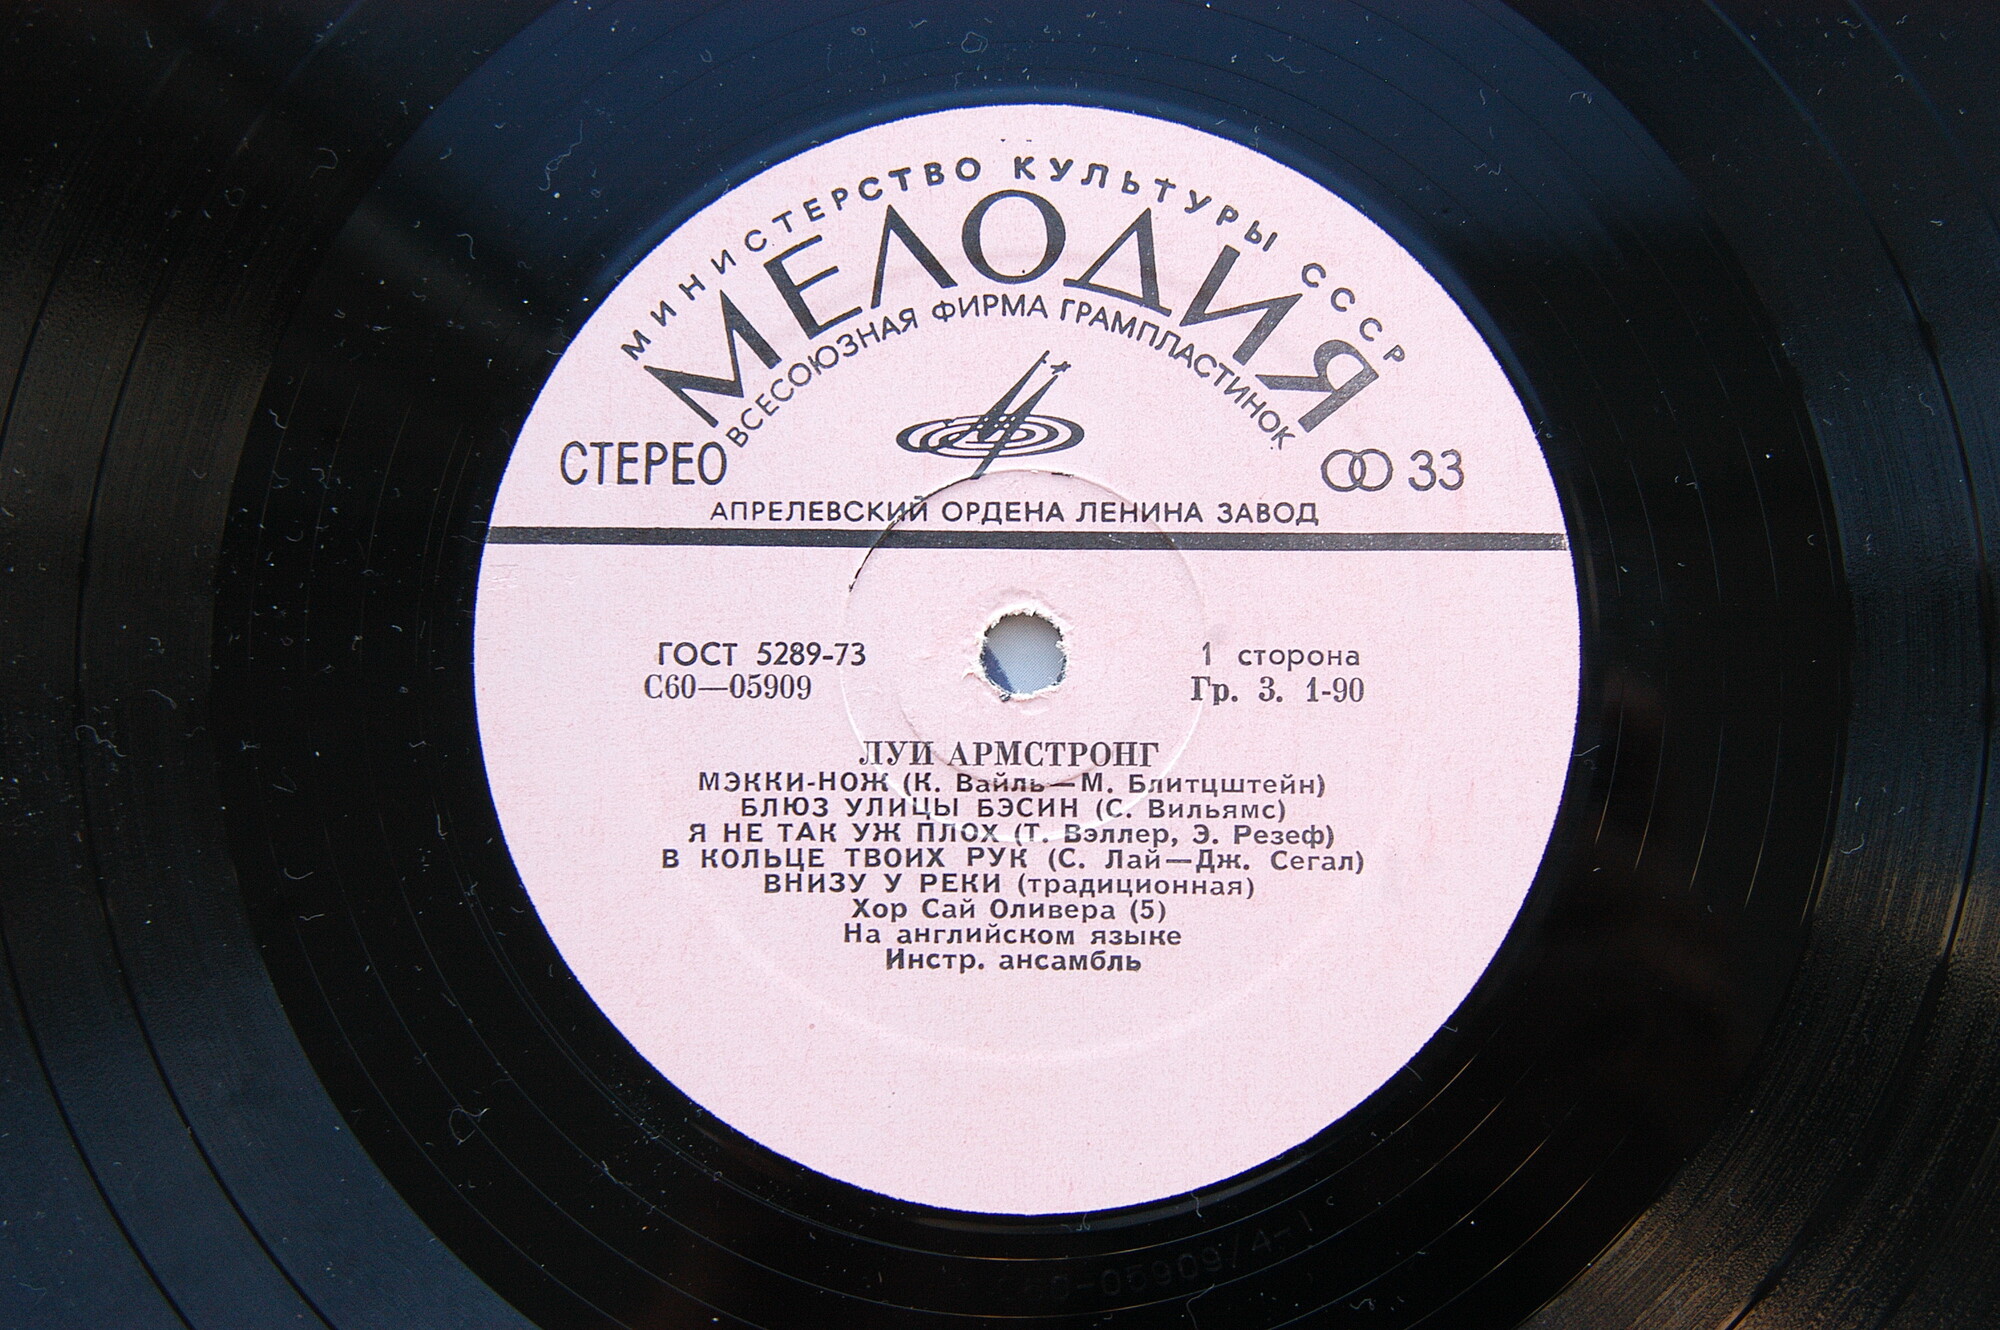 МИНИСТЕРСТВО КУЛЬТУРЫ СССР
МЕЛОДИЯ
ВСЕСОЮЗНАЯ ФИРМА ГРАМПЛАСТИНОК
СТЕРЕО
33
АПРЕЛЕВСКИЙ ОРДЕНА ЛЕНИНА ЗАВОД
ГОСТ 5289-73
С60—05909
1 сторона
Гр. 3. 1-90
ЛУИ АРМСТРОНГ
МЭККИ-НОЖ (К. Вайль—М. Блитцштейн)
БЛЮЗ УЛИЦЫ БЭСИН (С. Вильямс)
Я НЕ ТАК УЖ ПЛОХ (Т. Вэллер, Э. Резеф)
В КОЛЬЦЕ ТВОИХ РУК (С. Лай—Дж. Сегал)
ВНИЗУ У РЕКИ (традиционная)
Хор Сай Оливера (5)
На английском языке
Инстр. ансамбль